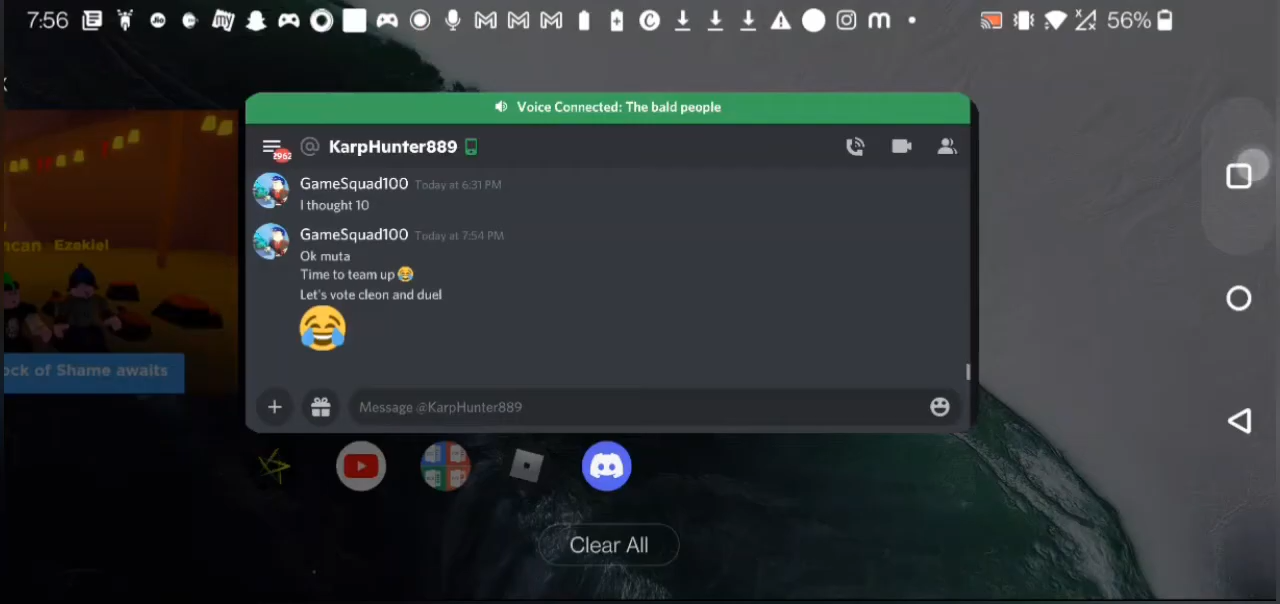 7:56
56%
Voice Connected: The bald people
2962
@ KarpHunter889
GameSquad100 Today at 6:31 PM
I thought 10
GameSquad100 Today at 7:54 PM
Ok muta
Time to team up 😂
Let's vote cleon and duel
😂
ncan Ezekiel
ock of Shame awaits
Message @KarpHunter889
Clear All